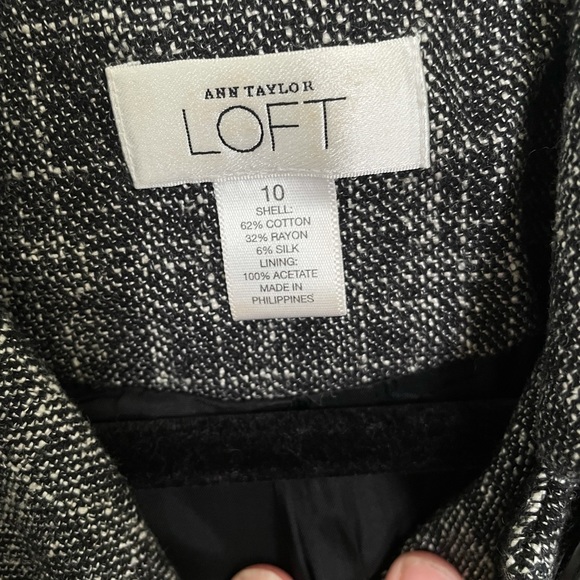 ANN TAYLOR
LOFT
10
SHELL:
62% COTTON
32% RAYON
6% SILK
LINING:
100% ACETATE
MADE IN
PHILIPPINES